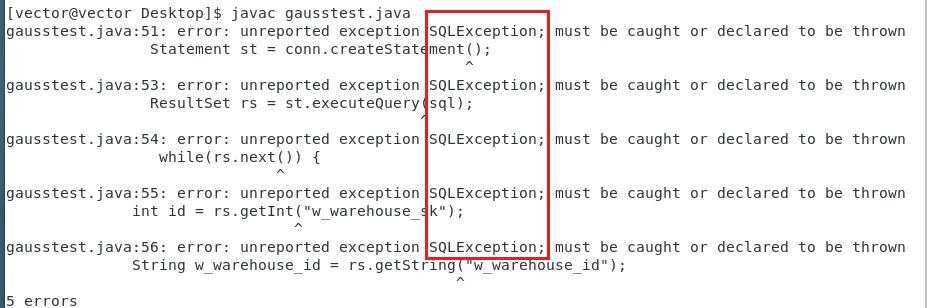 [vector@vector Desktop]$ javac gausstest.java
gausstest.java:51: error: unreported exception SQLException; must be caught or declared to be thrown
Statement st = conn.createStatement();
^
gausstest.java:53: error: unreported exception SQLException; must be caught or declared to be thrown
ResultSet rs = st.executeQuery(sql);
^
gausstest.java:54: error: unreported exception SQLException; must be caught or declared to be thrown
while(rs.next()) {
^
gausstest.java:55: error: unreported exception SQLException; must be caught or declared to be thrown
int id = rs.getInt("w_warehouse_sk");
^
gausstest.java:56: error: unreported exception SQLException; must be caught or declared to be thrown
String w_warehouse_id = rs.getString("w_warehouse_id");
^
5 errors